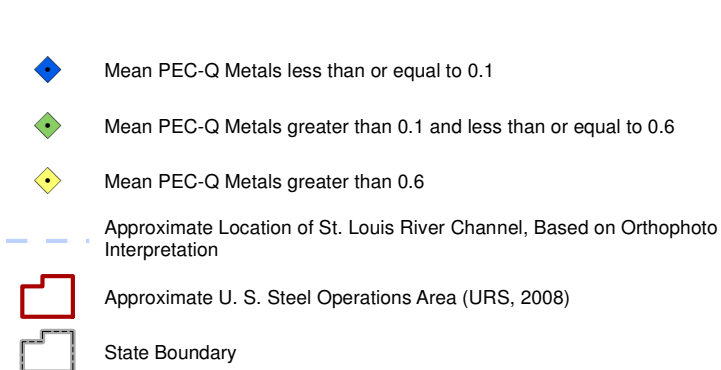 Mean PEC-Q Metals less than or equal to 0.1
Mean PEC-Q Metals greater than 0.1 and less than or equal to 0.6
Mean PEC-Q Metals greater than 0.6
Approximate Location of St. Louis River Channel, Based on Orthophoto
Interpretation
Approximate U. S. Steel Operations Area (URS, 2008)
State Boundary